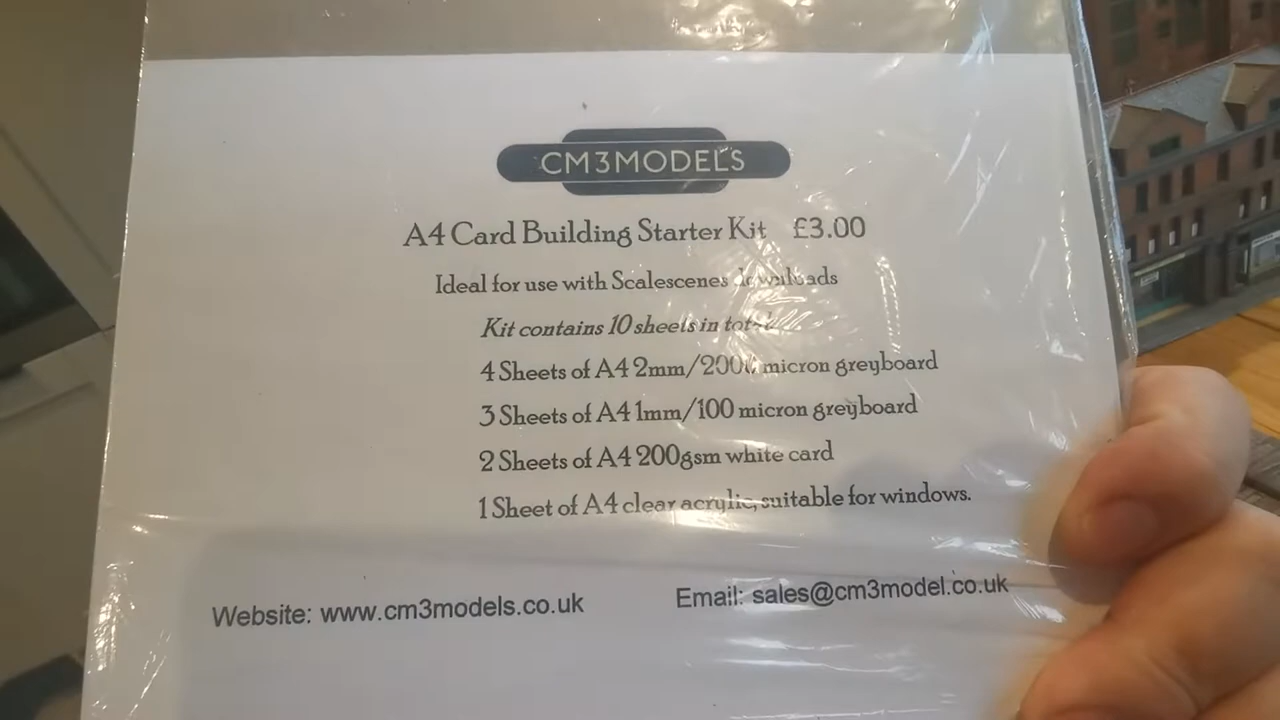 CM3MODELS
A4 Card Building Starter Kit £3.00
Ideal for use with Scalescenes downloads
Kit contains 10 sheets in total
4 Sheets of A4 2mm/2000 micron greyboard
3 Sheets of A4 1mm/100 micron greyboard
2 Sheets of A4 200gsm white card
1 Sheet of A4 clear acrylic, suitable for windows.
Website: www.cm3models.co.uk
Email: sales@cm3model.co.uk